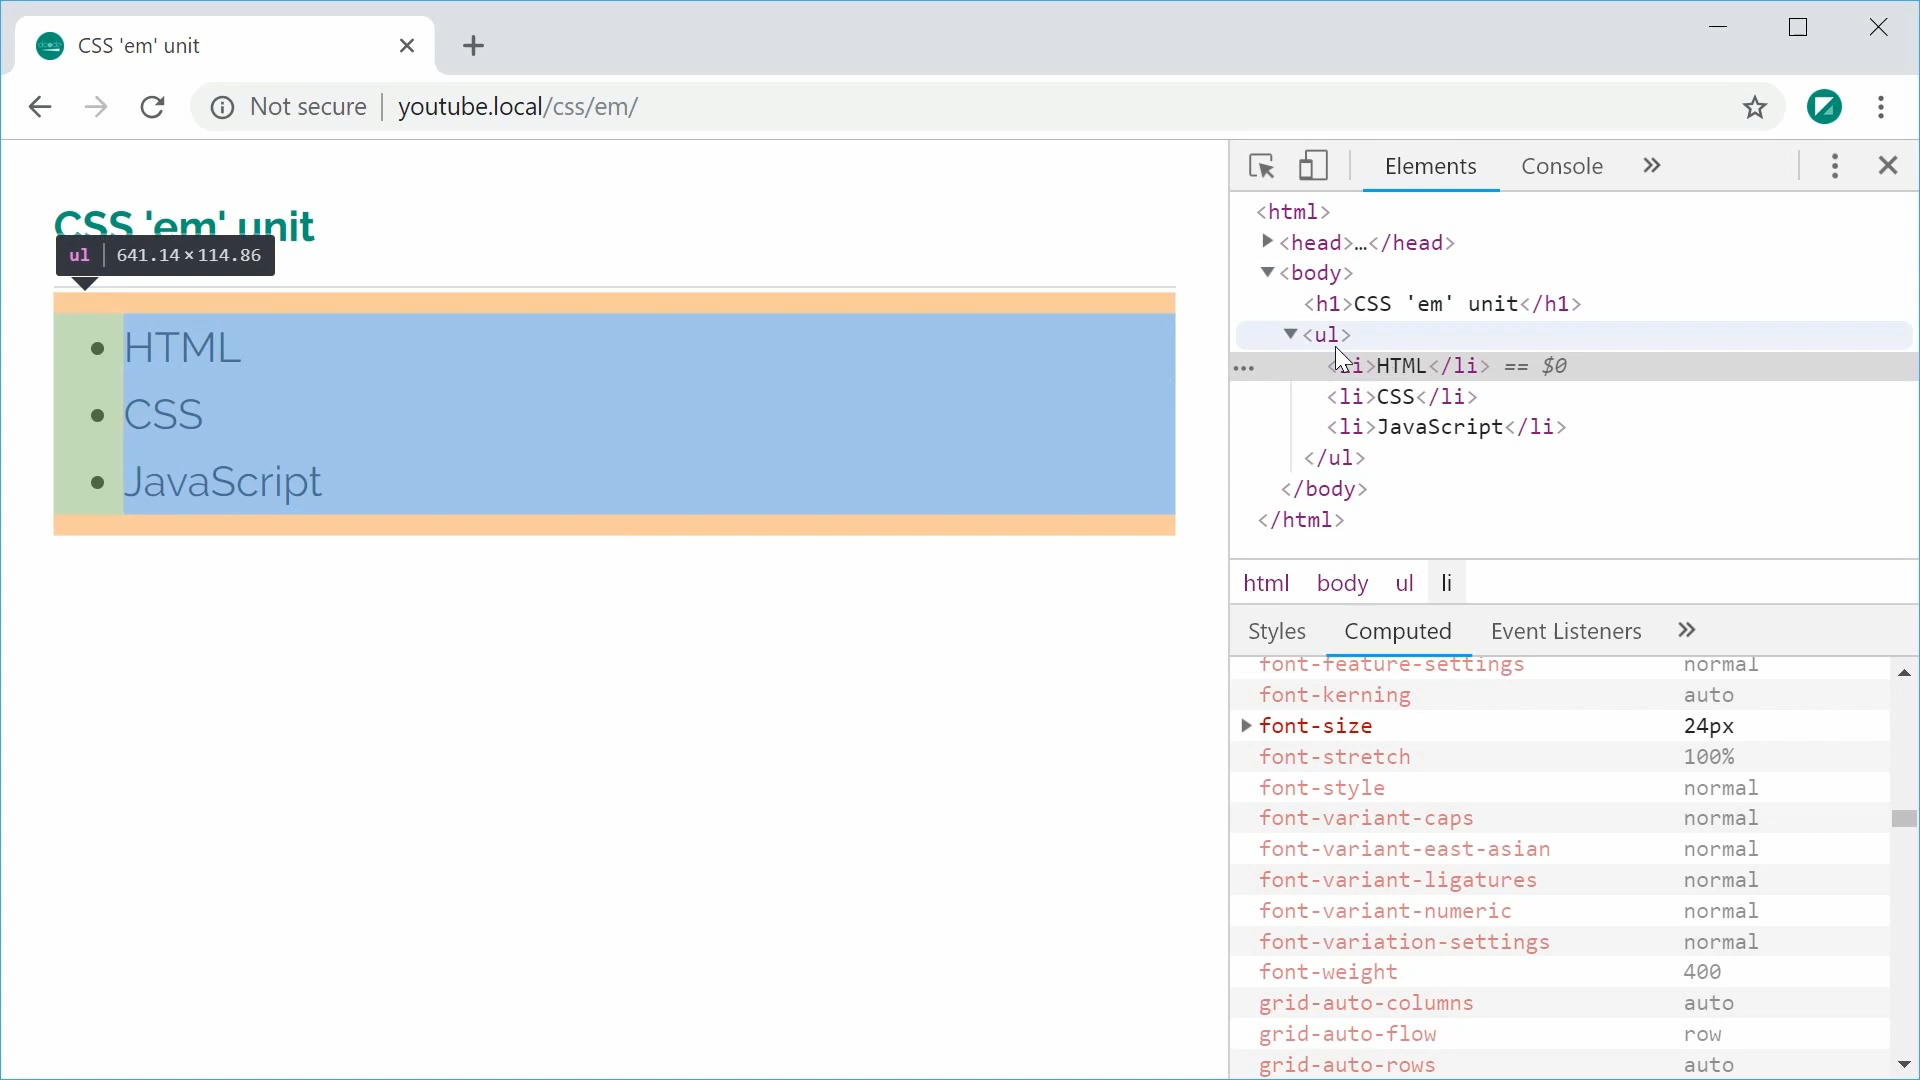 CSS 'em' unit
Not secure
youtube.local/css/em/
CSS 'em' unit
ul 641.14×114.86
HTML
CSS
JavaScript
Elements
Console
<html>
<head>…</head>
<body>
<h1>CSS 'em' unit</h1>
<ul>
<li>HTML</li> == $0
<li>CSS</li>
<li>JavaScript</li>
</ul>
</body>
</html>
html body ul li
Styles Computed Event Listeners
font-feature-settings normal
font-kerning auto
font-size 24px
font-stretch 100%
font-style normal
font-variant-caps normal
font-variant-east-asian normal
font-variant-ligatures normal
font-variant-numeric normal
font-variation-settings normal
font-weight 400
grid-auto-columns auto
grid-auto-flow row
grid-auto-rows auto